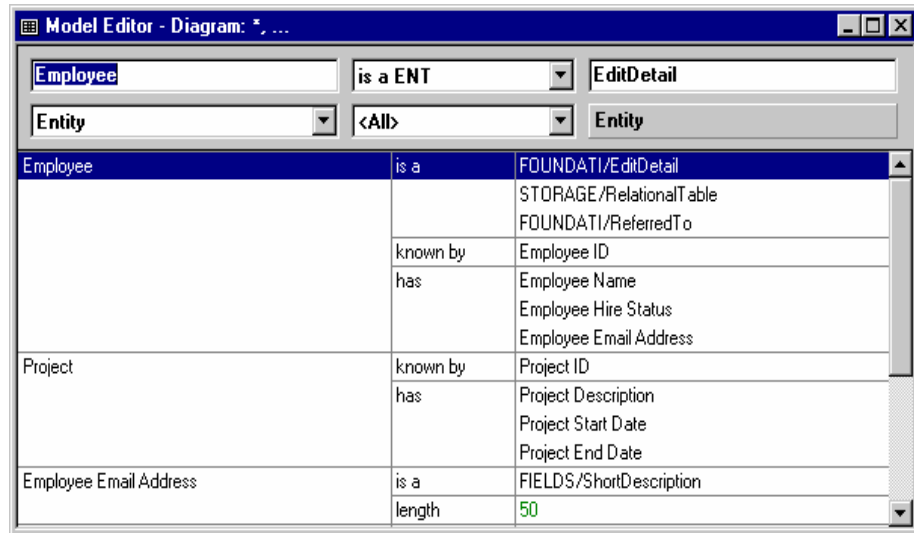 Model Editor - Diagram: *, ...
Employee is a ENT EditDetail
Entity <All> Entity
Employee is a FOUNDATI/EditDetail
STORAGE/RelationalTable
FOUNDATI/ReferredTo
known by Employee ID
has Employee Name
Employee Hire Status
Employee Email Address
Project known by Project ID
has Project Description
Project Start Date
Project End Date
Employee Email Address is a FIELDS/ShortDescription
length 50